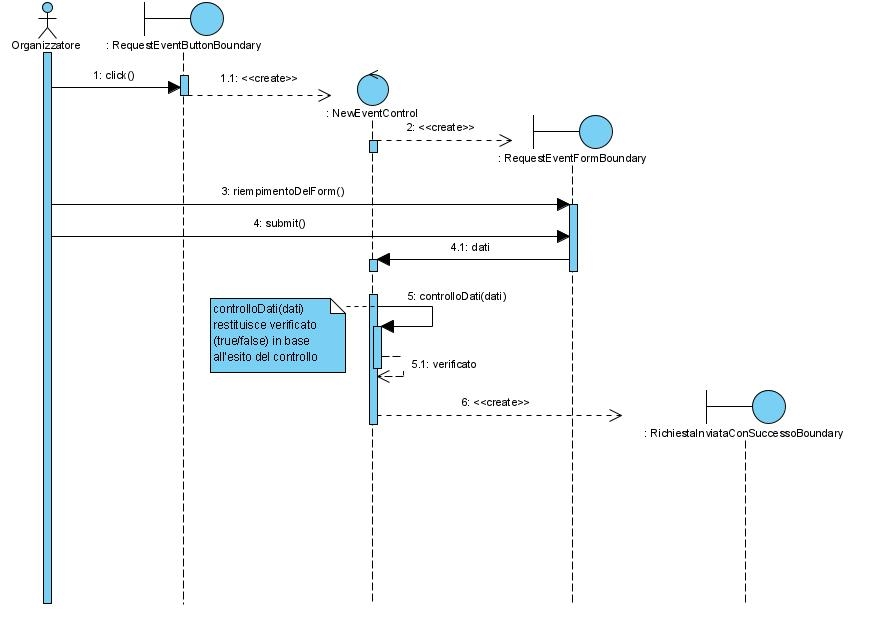 Organizzatore
: RequestEventButtonBoundary
1: click()
1.1: <<create>>
: NewEventControl
2: <<create>>
: RequestEventFormBoundary
3: riempimentoDelForm()
4: submit()
4.1: dati
5: controlloDati(dati)
controlloDati(dati)
restituisce verificato
(true/false) in base
all'esito del controllo
5.1: verificato
6: <<create>>
: RichiestaInviataConSuccessoBoundary